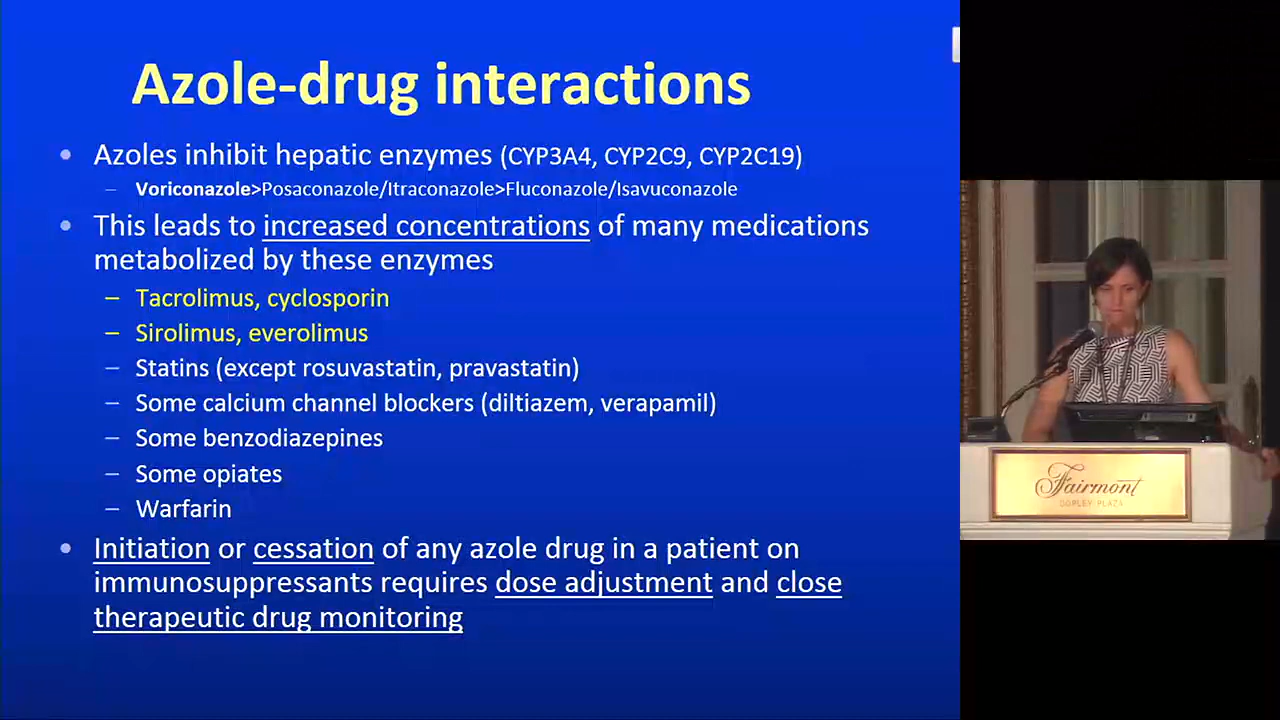 Azole-drug interactions
• Azoles inhibit hepatic enzymes (CYP3A4, CYP2C9, CYP2C19)
– Voriconazole>Posaconazole/Itraconazole>Fluconazole/Isavuconazole
• This leads to increased concentrations of many medications
metabolized by these enzymes
– Tacrolimus, cyclosporin
– Sirolimus, everolimus
– Statins (except rosuvastatin, pravastatin)
– Some calcium channel blockers (diltiazem, verapamil)
– Some benzodiazepines
– Some opiates
– Warfarin
• Initiation or cessation of any azole drug in a patient on
immunosuppressants requires dose adjustment and close
therapeutic drug monitoring
Fairmont
COPLEY PLAZA